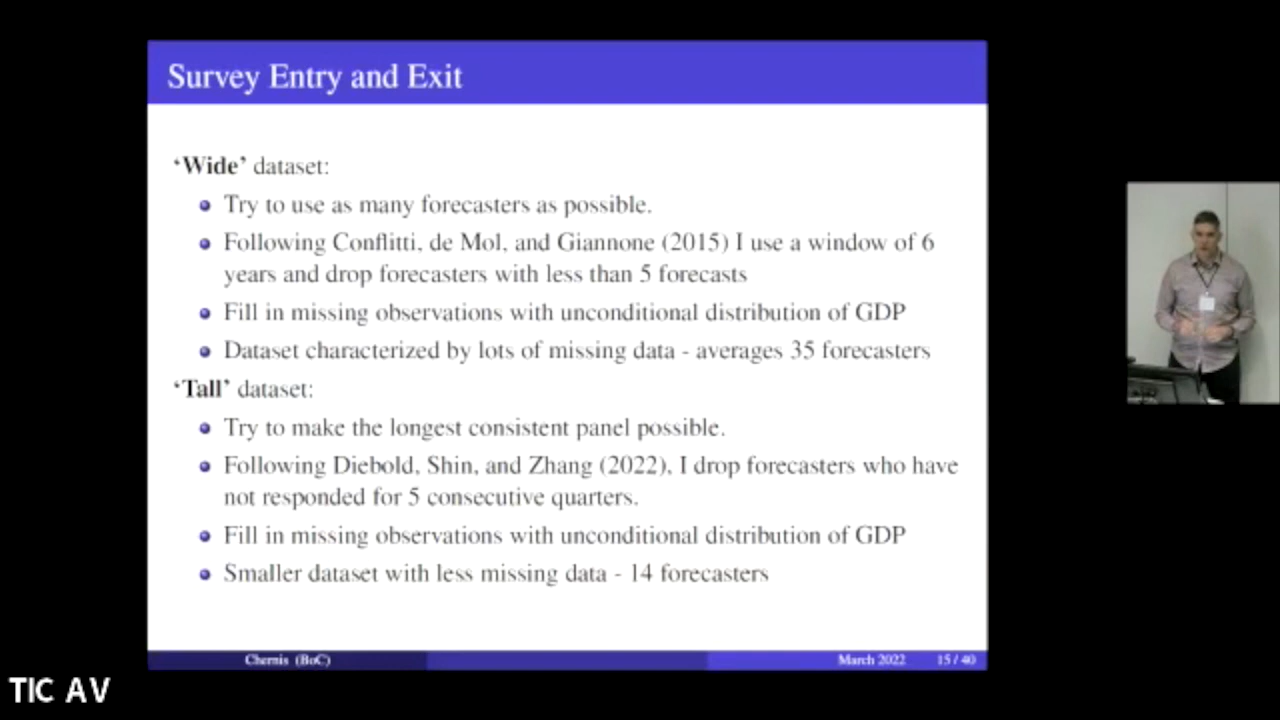 Survey Entry and Exit
‘Wide’ dataset:
Try to use as many forecasters as possible.
Following Conflitti, de Mol, and Giannone (2015) I use a window of 6
years and drop forecasters with less than 5 forecasts
Fill in missing observations with unconditional distribution of GDP
Dataset characterized by lots of missing data - averages 35 forecasters
‘Tall’ dataset:
Try to make the longest consistent panel possible.
Following Diebold, Shin, and Zhang (2022), I drop forecasters who have
not responded for 5 consecutive quarters.
Fill in missing observations with unconditional distribution of GDP
Smaller dataset with less missing data - 14 forecasters
Chernis (BoC)
March 2022
15 / 40
TIC AV